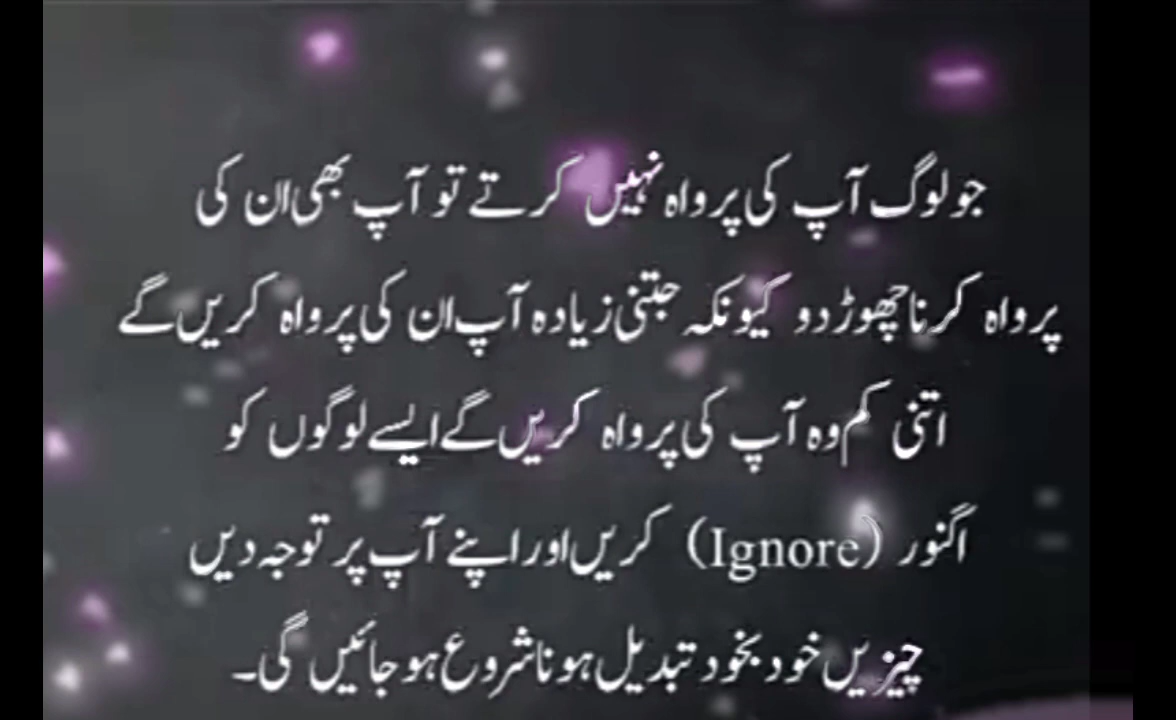 جو لوگ آپ کی پرواہ نہیں کرتے تو آپ بھی ان کی
پرواہ کرنا چھوڑ دو کیونکہ جتنی زیادہ آپ ان کی پرواہ کریں گے
اتنی کم وہ آپ کی پرواہ کریں گے ایسے لوگوں کو
اگنور (Ignore) کریں اور اپنے آپ پر توجہ دیں
چیزیں خود بخود تبدیل ہونا شروع ہو جائیں گی۔